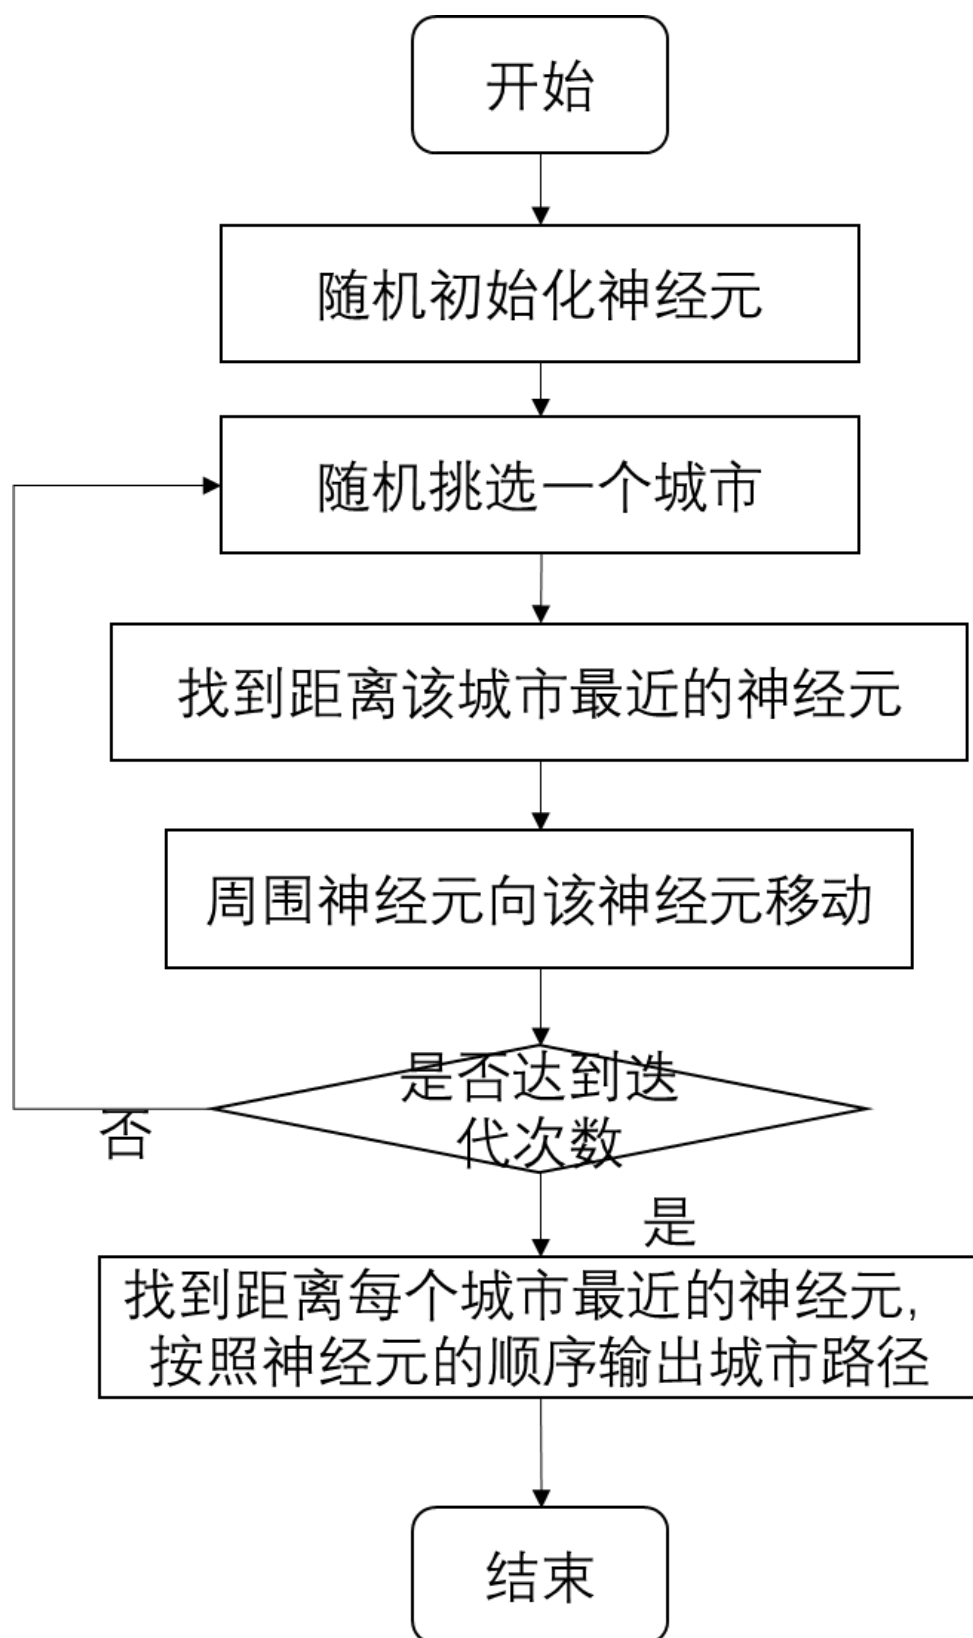 开始
随机初始化神经元
随机挑选一个城市
找到距离该城市最近的神经元
周围神经元向该神经元移动
是否达到迭
代次数
否
是
找到距离每个城市最近的神经元,
按照神经元的顺序输出城市路径
结束